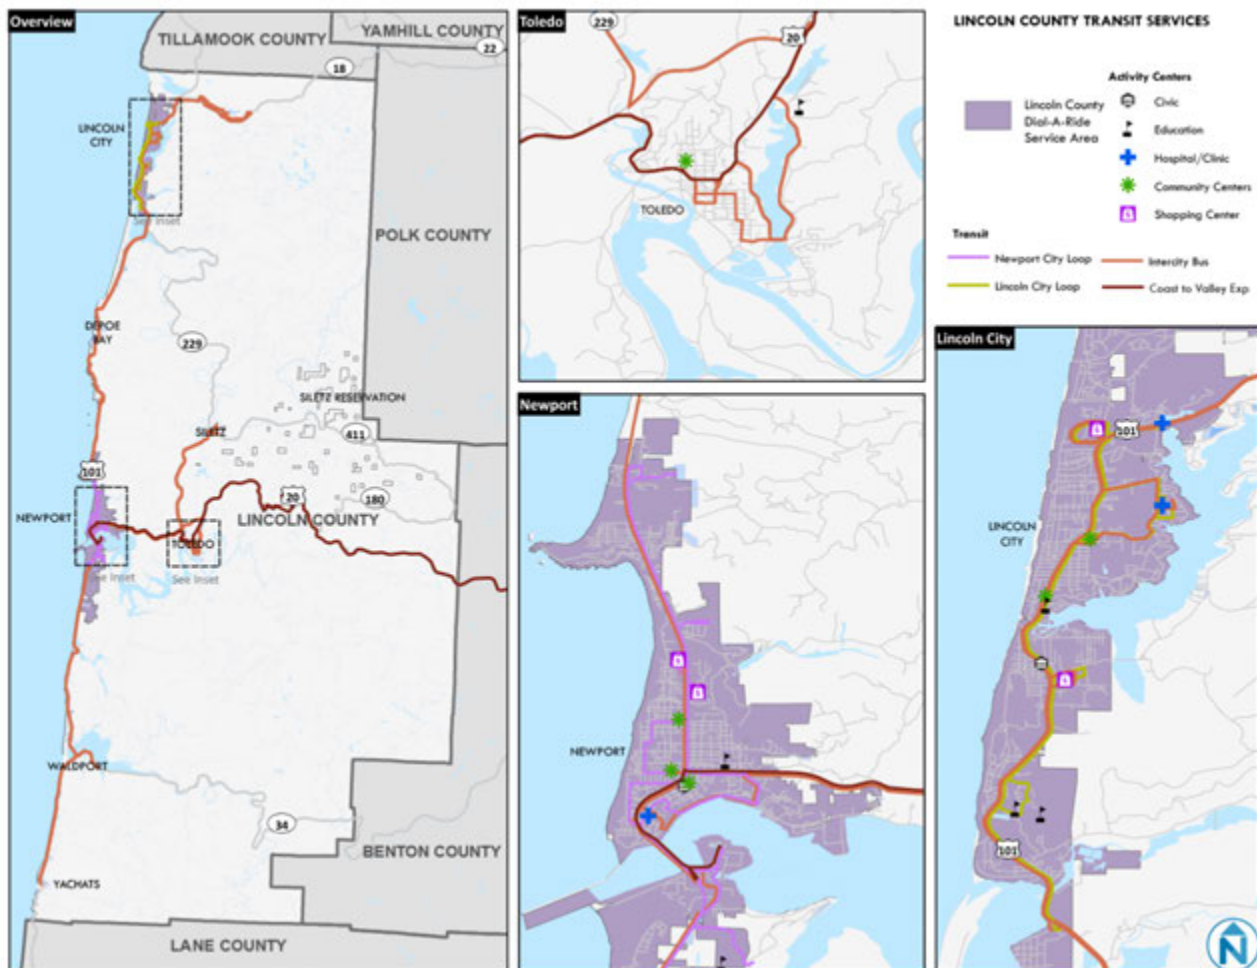 Overview
TILLAMOOK COUNTY
YAMHILL COUNTY
22
18
LINCOLN
CITY
See Inset
POLK COUNTY
DEPOE
BAY
229
SILETZ RESERVATION
SILETZ
411
101
20
180
NEWPORT
LINCOLN COUNTY
TOLEDO
See Inset
See Inset
WALDPORT
34
BENTON COUNTY
YACHATS
LANE COUNTY
Toledo
229
20
TOLEDO
Newport
NEWPORT
LINCOLN COUNTY TRANSIT SERVICES
Lincoln County
Dial-A-Ride
Service Area
Activity Centers
Civic
Education
Hospital/Clinic
Community Centers
Shopping Center
Transit
Newport City Loop
Intercity Bus
Lincoln City Loop
Coast to Valley Exp
Lincoln City
101
LINCOLN
CITY
101
N